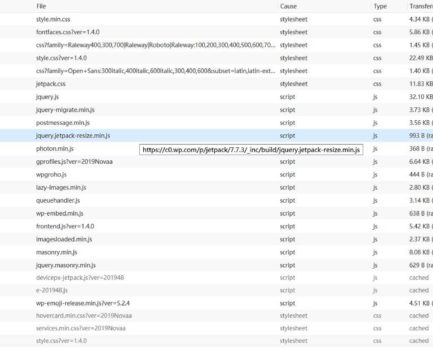 File Cause Type Transfer
style.min.css stylesheet css 4.34 KB
fontfaces.css?ver=1.4.0 stylesheet css 5.86 KB
css?family=Raleway400,300,700|Raleway|Roboto|Raleway:100,200,300,400,500,600,70... stylesheet css 1.45 KB
style.css?ver=1.4.0 stylesheet css 22.49 KB
css?family=Open+Sans:300italic,400italic,600italic,300,400,600&subset=latin,latin-ext... stylesheet css 1.40 KB
jetpack.css stylesheet css 11.83 KB
jquery.js script js 32.10 KB
jquery-migrate.min.js script js 3.73 KB
postmessage.min.js script js 3.56 KB
jquery.jetpack-resize.min.js script js 993 B (ra
photon.min.js https://c0.wp.com/p/jetpack/7.7.3/_inc/build/jquery.jetpack-resize.min.js js 368 B (ra
gprofiles.js?ver=2019Novaa script js 6.64 KB
wpgroho.js script js 444 B (ra
lazy-images.min.js script js 2.80 KB
queuehandler.js script js 3.14 KB
wp-embed.min.js script js 638 B (ra
frontend.js?ver=1.4.0 script js 5.42 KB
imagesloaded.min.js script js 2.37 KB
masonry.min.js script js 8.08 KB
jquery.masonry.min.js script js 629 B (ra
devicepx-jetpack.js?ver=201948 script js cached
e-201948.js script js cached
wp-emoji-release.min.js?ver=5.2.4 script js 4.51 KB
hovercard.min.css?ver=2019Novaa stylesheet css cached
services.min.css?ver=2019Novaa stylesheet css cached
style.css?ver=1.4.0 stylesheet css cached